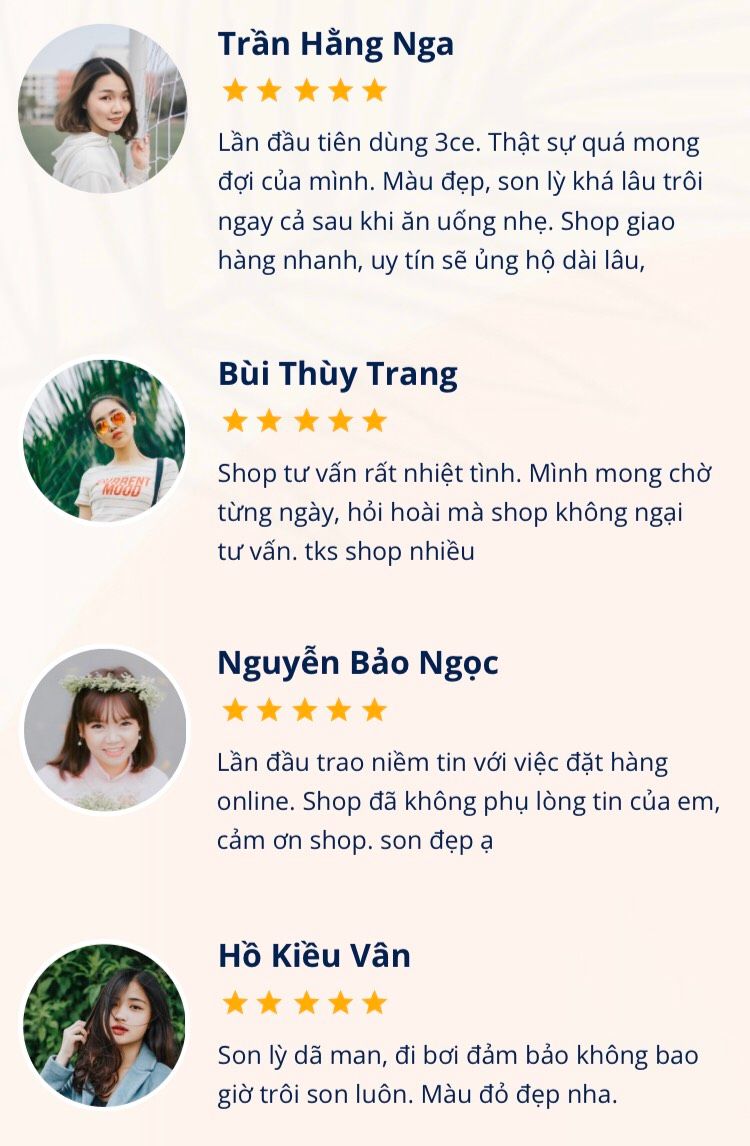 Trần Hằng Nga
Lần đầu tiên dùng 3ce. Thật sự quá mong
đợi của mình. Màu đẹp, son lỳ khá lâu trôi
ngay cả sau khi ăn uống nhẹ. Shop giao
hàng nhanh, uy tín sẽ ủng hộ dài lâu,
Bùi Thùy Trang
CURRENT
MOOD
Shop tư vấn rất nhiệt tình. Mình mong chờ
từng ngày, hỏi hoài mà shop không ngại
tư vấn. tks shop nhiều
Nguyễn Bảo Ngọc
Lần đầu trao niềm tin với việc đặt hàng
online. Shop đã không phụ lòng tin của em,
cảm ơn shop. son đẹp ạ
Hồ Kiều Vân
Son lỳ dã man, đi bơi đảm bảo không bao
giờ trôi son luôn. Màu đỏ đẹp nha.